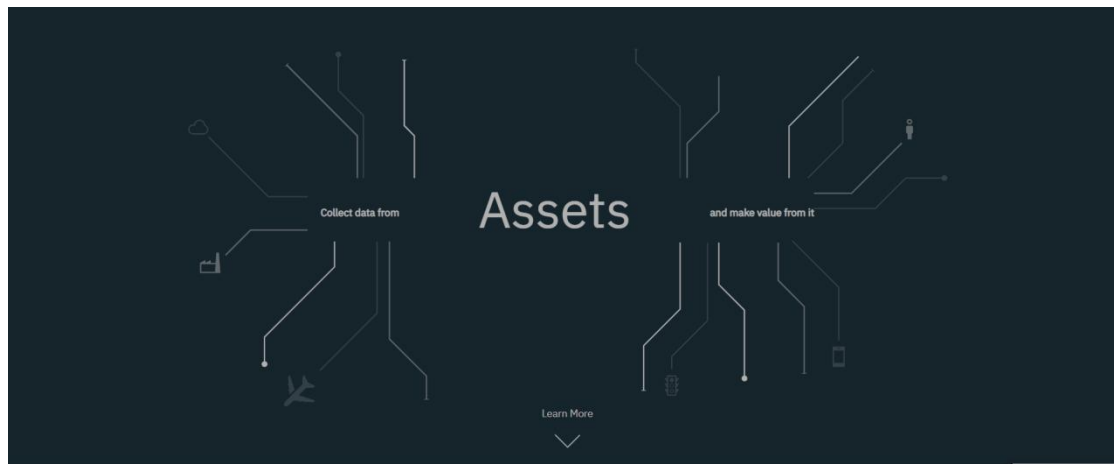 Collect data from
Assets
and make value from it
Learn More